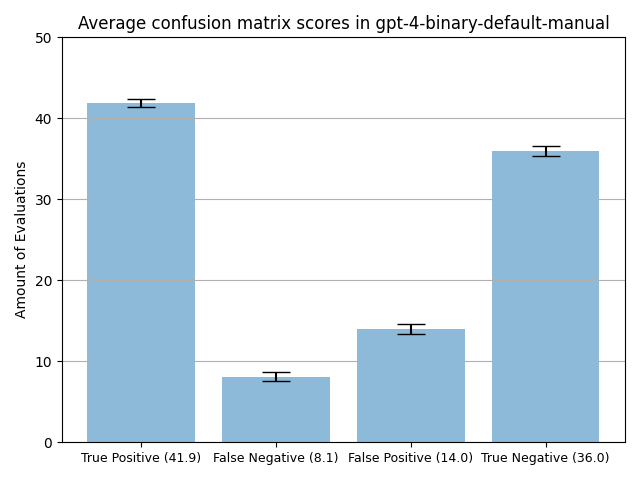 Average confusion matrix scores in gpt-4-binary-default-manual
50
40
30
20
10
0
Amount of Evaluations
True Positive (41.9)
False Negative (8.1)
False Positive (14.0)
True Negative (36.0)